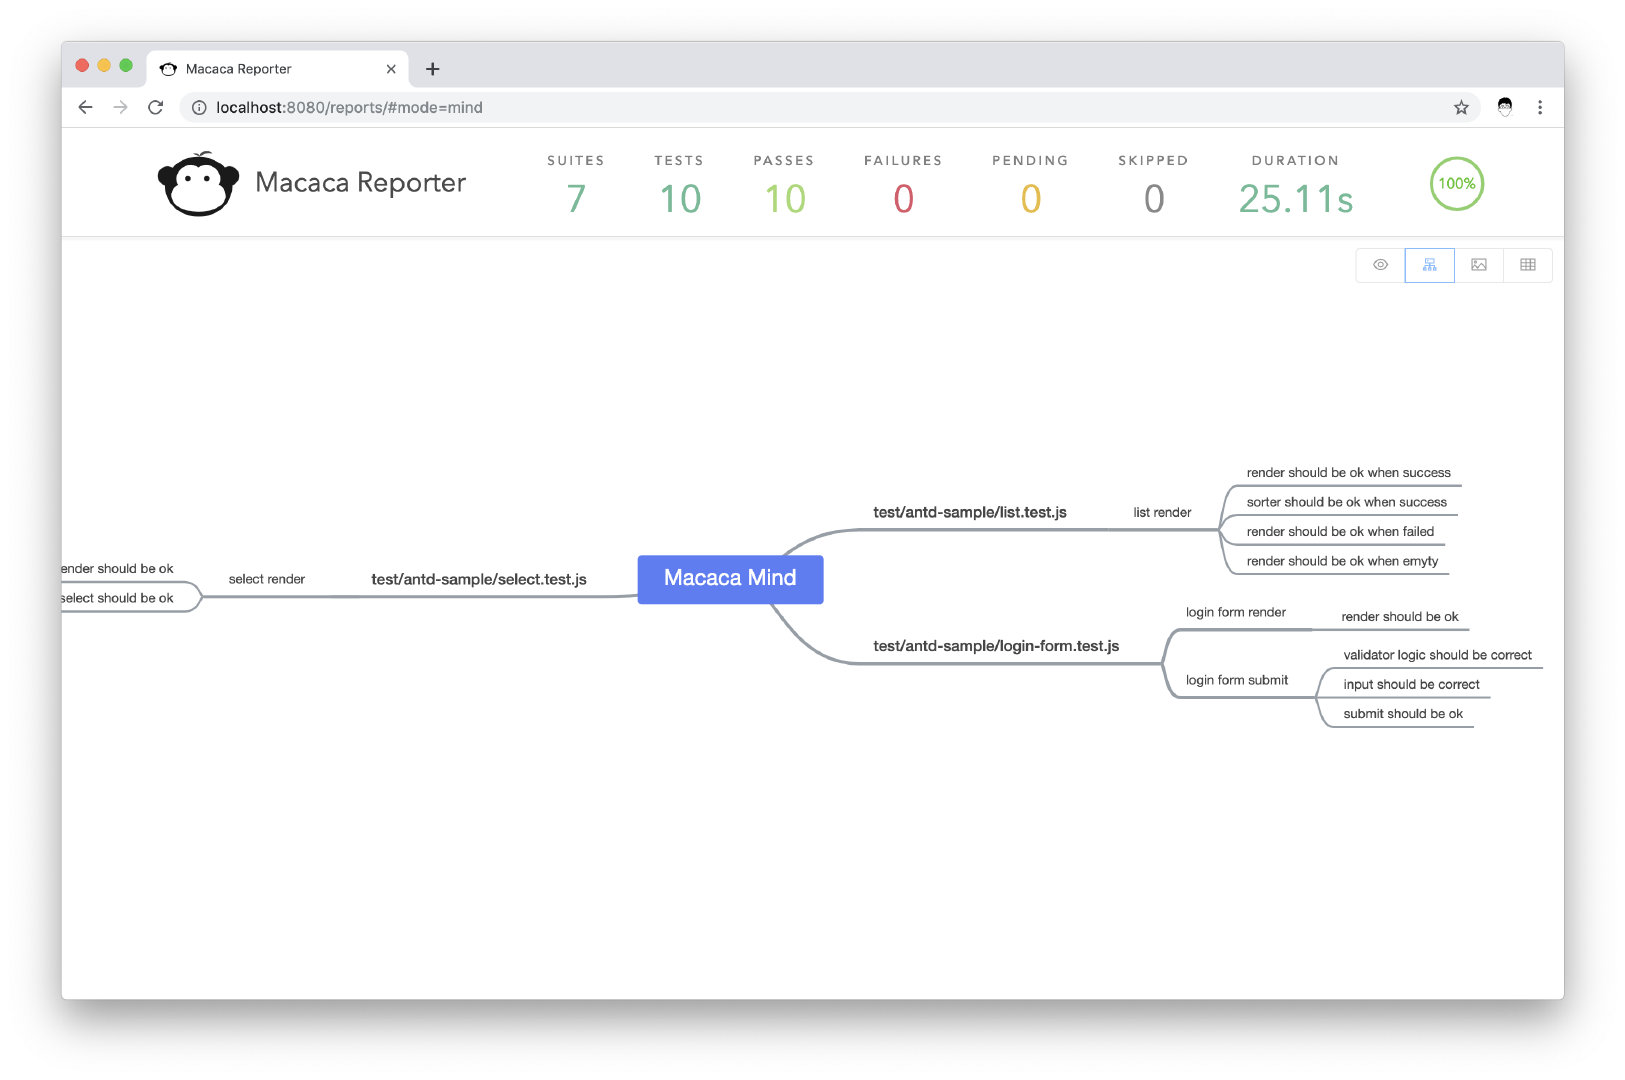 Macaca Reporter
localhost:8080/reports/#mode=mind
Macaca Reporter
SUITES
7
TESTS
10
PASSES
10
FAILURES
0
PENDING
0
SKIPPED
0
DURATION
25.11s
100%
ender should be ok
select should be ok
select render
test/antd-sample/select.test.js
Macaca Mind
test/antd-sample/list.test.js
list render
render should be ok when success
sorter should be ok when success
render should be ok when failed
render should be ok when emyty
test/antd-sample/login-form.test.js
login form render
render should be ok
login form submit
validator logic should be correct
input should be correct
submit should be ok